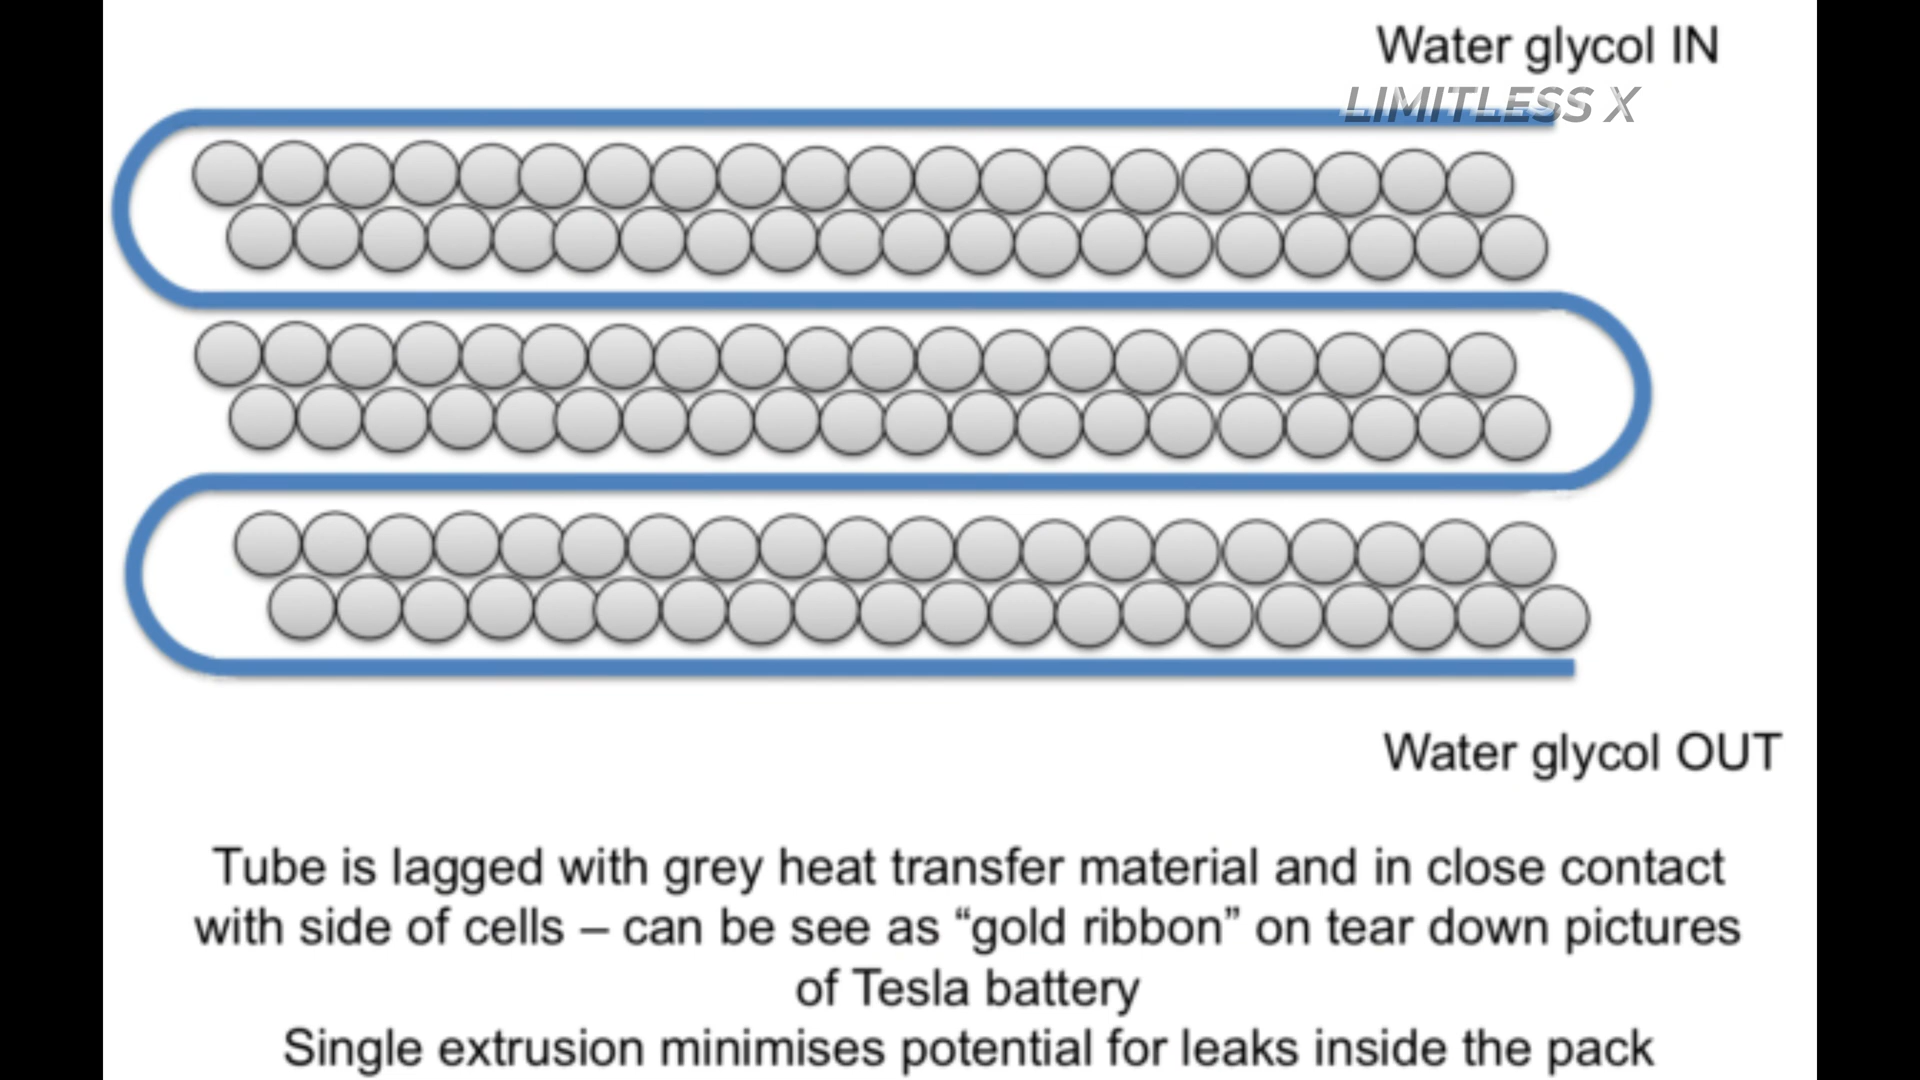 Water glycol IN
LIMITLESS X
Water glycol OUT
Tube is lagged with grey heat transfer material and in close contact
with side of cells – can be see as “gold ribbon” on tear down pictures
of Tesla battery
Single extrusion minimises potential for leaks inside the pack